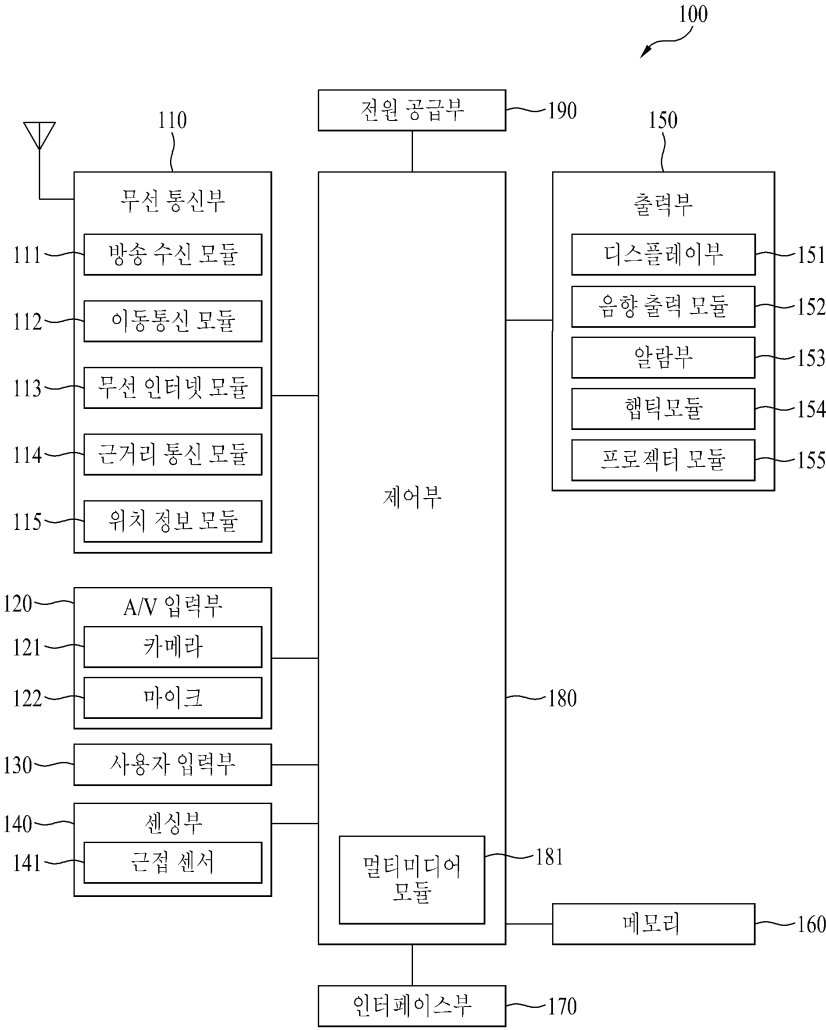 100
전원 공급부
190
110
무선 통신부
111
방송 수신 모듈
112
이동통신 모듈
113
무선 인터넷 모듈
114
근거리 통신 모듈
115
위치 정보 모듈
120
A/V 입력부
121
카메라
122
마이크
130
사용자 입력부
140
센싱부
141
근접 센서
제어부
180
멀티미디어
모듈
181
150
출력부
디스플레이부
151
음향 출력 모듈
152
알람부
153
햅틱모듈
154
프로젝터 모듈
155
메모리
160
인터페이스부
170